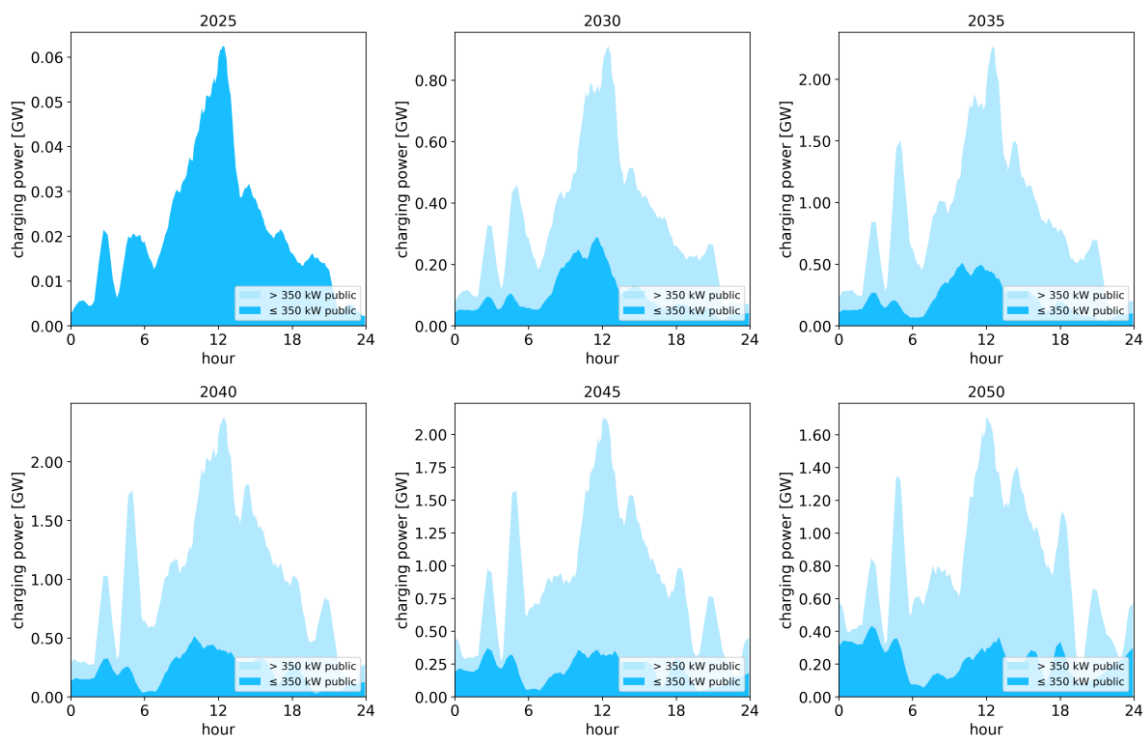 2025
charging power [GW]
0.06
0.05
0.04
0.03
0.02
0.01
0.00
> 350 kW public
≤ 350 kW public
0 6 12 18 24
hour
2030
charging power [GW]
0.80
0.60
0.40
0.20
0.00
> 350 kW public
≤ 350 kW public
0 6 12 18 24
hour
2035
charging power [GW]
2.00
1.50
1.00
0.50
0.00
> 350 kW public
≤ 350 kW public
0 6 12 18 24
hour
2040
charging power [GW]
2.00
1.50
1.00
0.50
0.00
> 350 kW public
≤ 350 kW public
0 6 12 18 24
hour
2045
charging power [GW]
2.00
1.75
1.50
1.25
1.00
0.75
0.50
0.25
0.00
> 350 kW public
≤ 350 kW public
0 6 12 18 24
hour
2050
charging power [GW]
1.60
1.40
1.20
1.00
0.80
0.60
0.40
0.20
0.00
> 350 kW public
≤ 350 kW public
0 6 12 18 24
hour